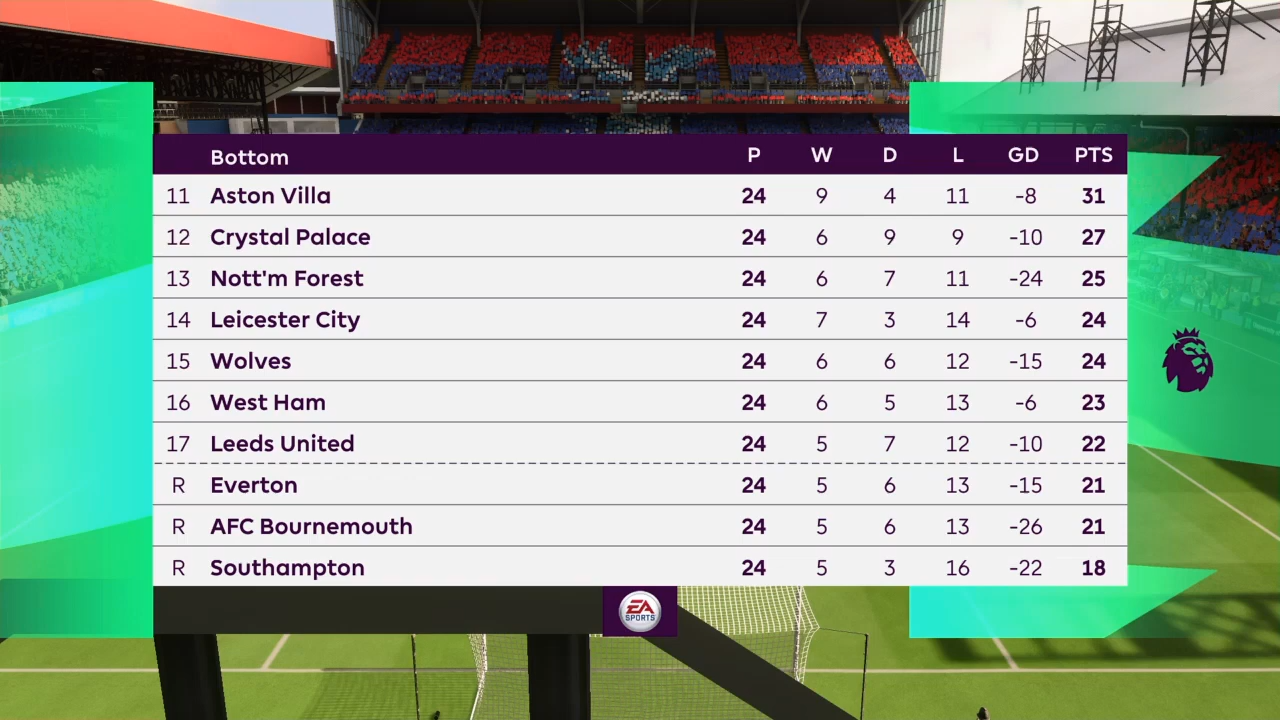 Bottom P W D L GD PTS
11 Aston Villa 24 9 4 11 -8 31
12 Crystal Palace 24 6 9 9 -10 27
13 Nott'm Forest 24 6 7 11 -24 25
14 Leicester City 24 7 3 14 -6 24
15 Wolves 24 6 6 12 -15 24
16 West Ham 24 6 5 13 -6 23
17 Leeds United 24 5 7 12 -10 22
R Everton 24 5 6 13 -15 21
R AFC Bournemouth 24 5 6 13 -26 21
R Southampton 24 5 3 16 -22 18
EA
SPORTS